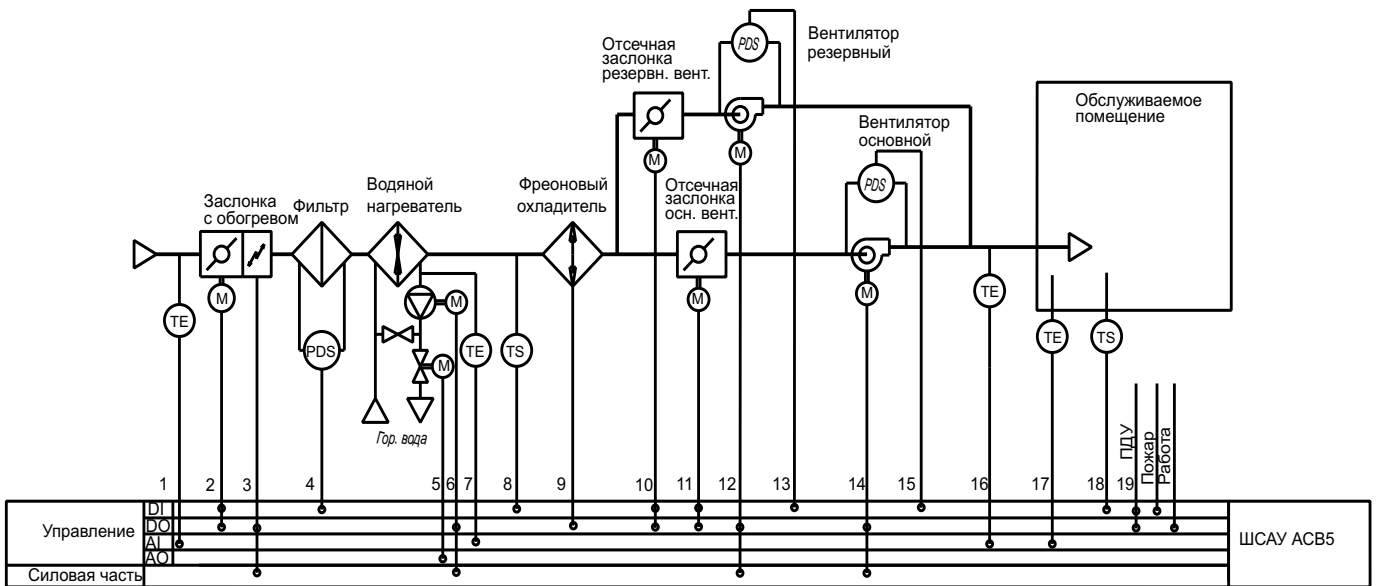 Вентилятор
резервный
PDS
Отсечная
заслонка
резервн. вент.
Обслуживаемое
помещение
Вентилятор
основной
M
M
PDS
Водяной
нагреватель
Фреоновый
охладитель
Отсечная
заслонка
осн. вент.
Заслонка
с обогревом
Фильтр
M
M
M
TE
M
TE
TE
PDS
M
TE
TS
TE
TS
Гор. вода
ПДУ
Пожар
Работа
1
2
3
4
5
6
7
8
9
10
11
12
13
14
15
16
17
18
19
Управление
DI
DO
AI
AO
Силовая часть
ШСАУ АСВ5